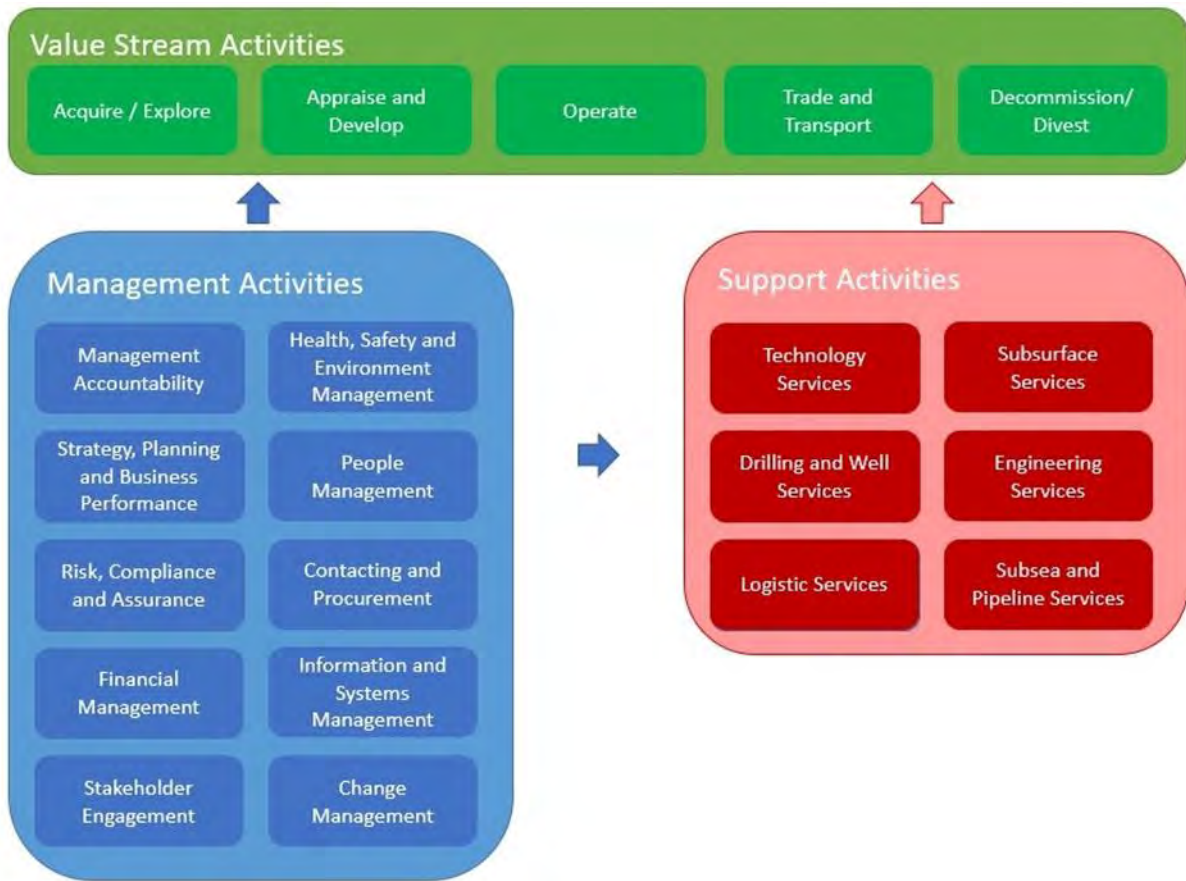 Value Stream Activities
Acquire / Explore
Appraise and
Develop
Operate
Trade and
Transport
Decommission/
Divest
Management Activities
Management
Accountability
Health, Safety and
Environment
Management
Strategy, Planning
and Business
Performance
People
Management
Risk, Compliance
and Assurance
Contacting and
Procurement
Financial
Management
Information and
Systems
Management
Stakeholder
Engagement
Change
Management
Support Activities
Technology
Services
Subsurface
Services
Drilling and Well
Services
Engineering
Services
Logistic Services
Subsea and
Pipeline Services